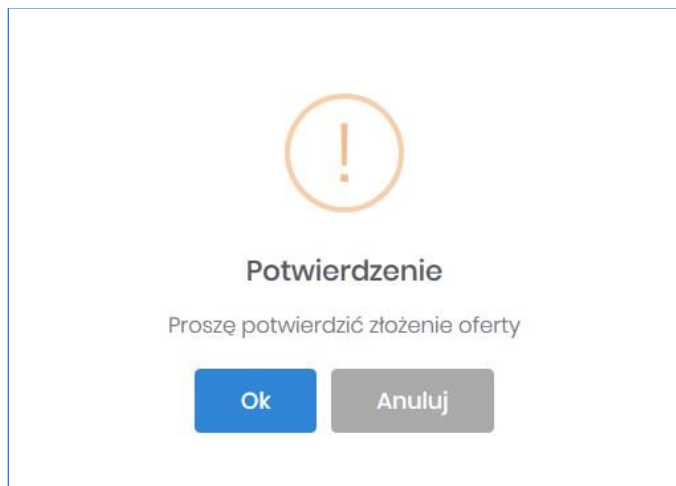 !
Potwierdzenie
Proszę potwierdzić złożenie oferty
Ok
Anuluj